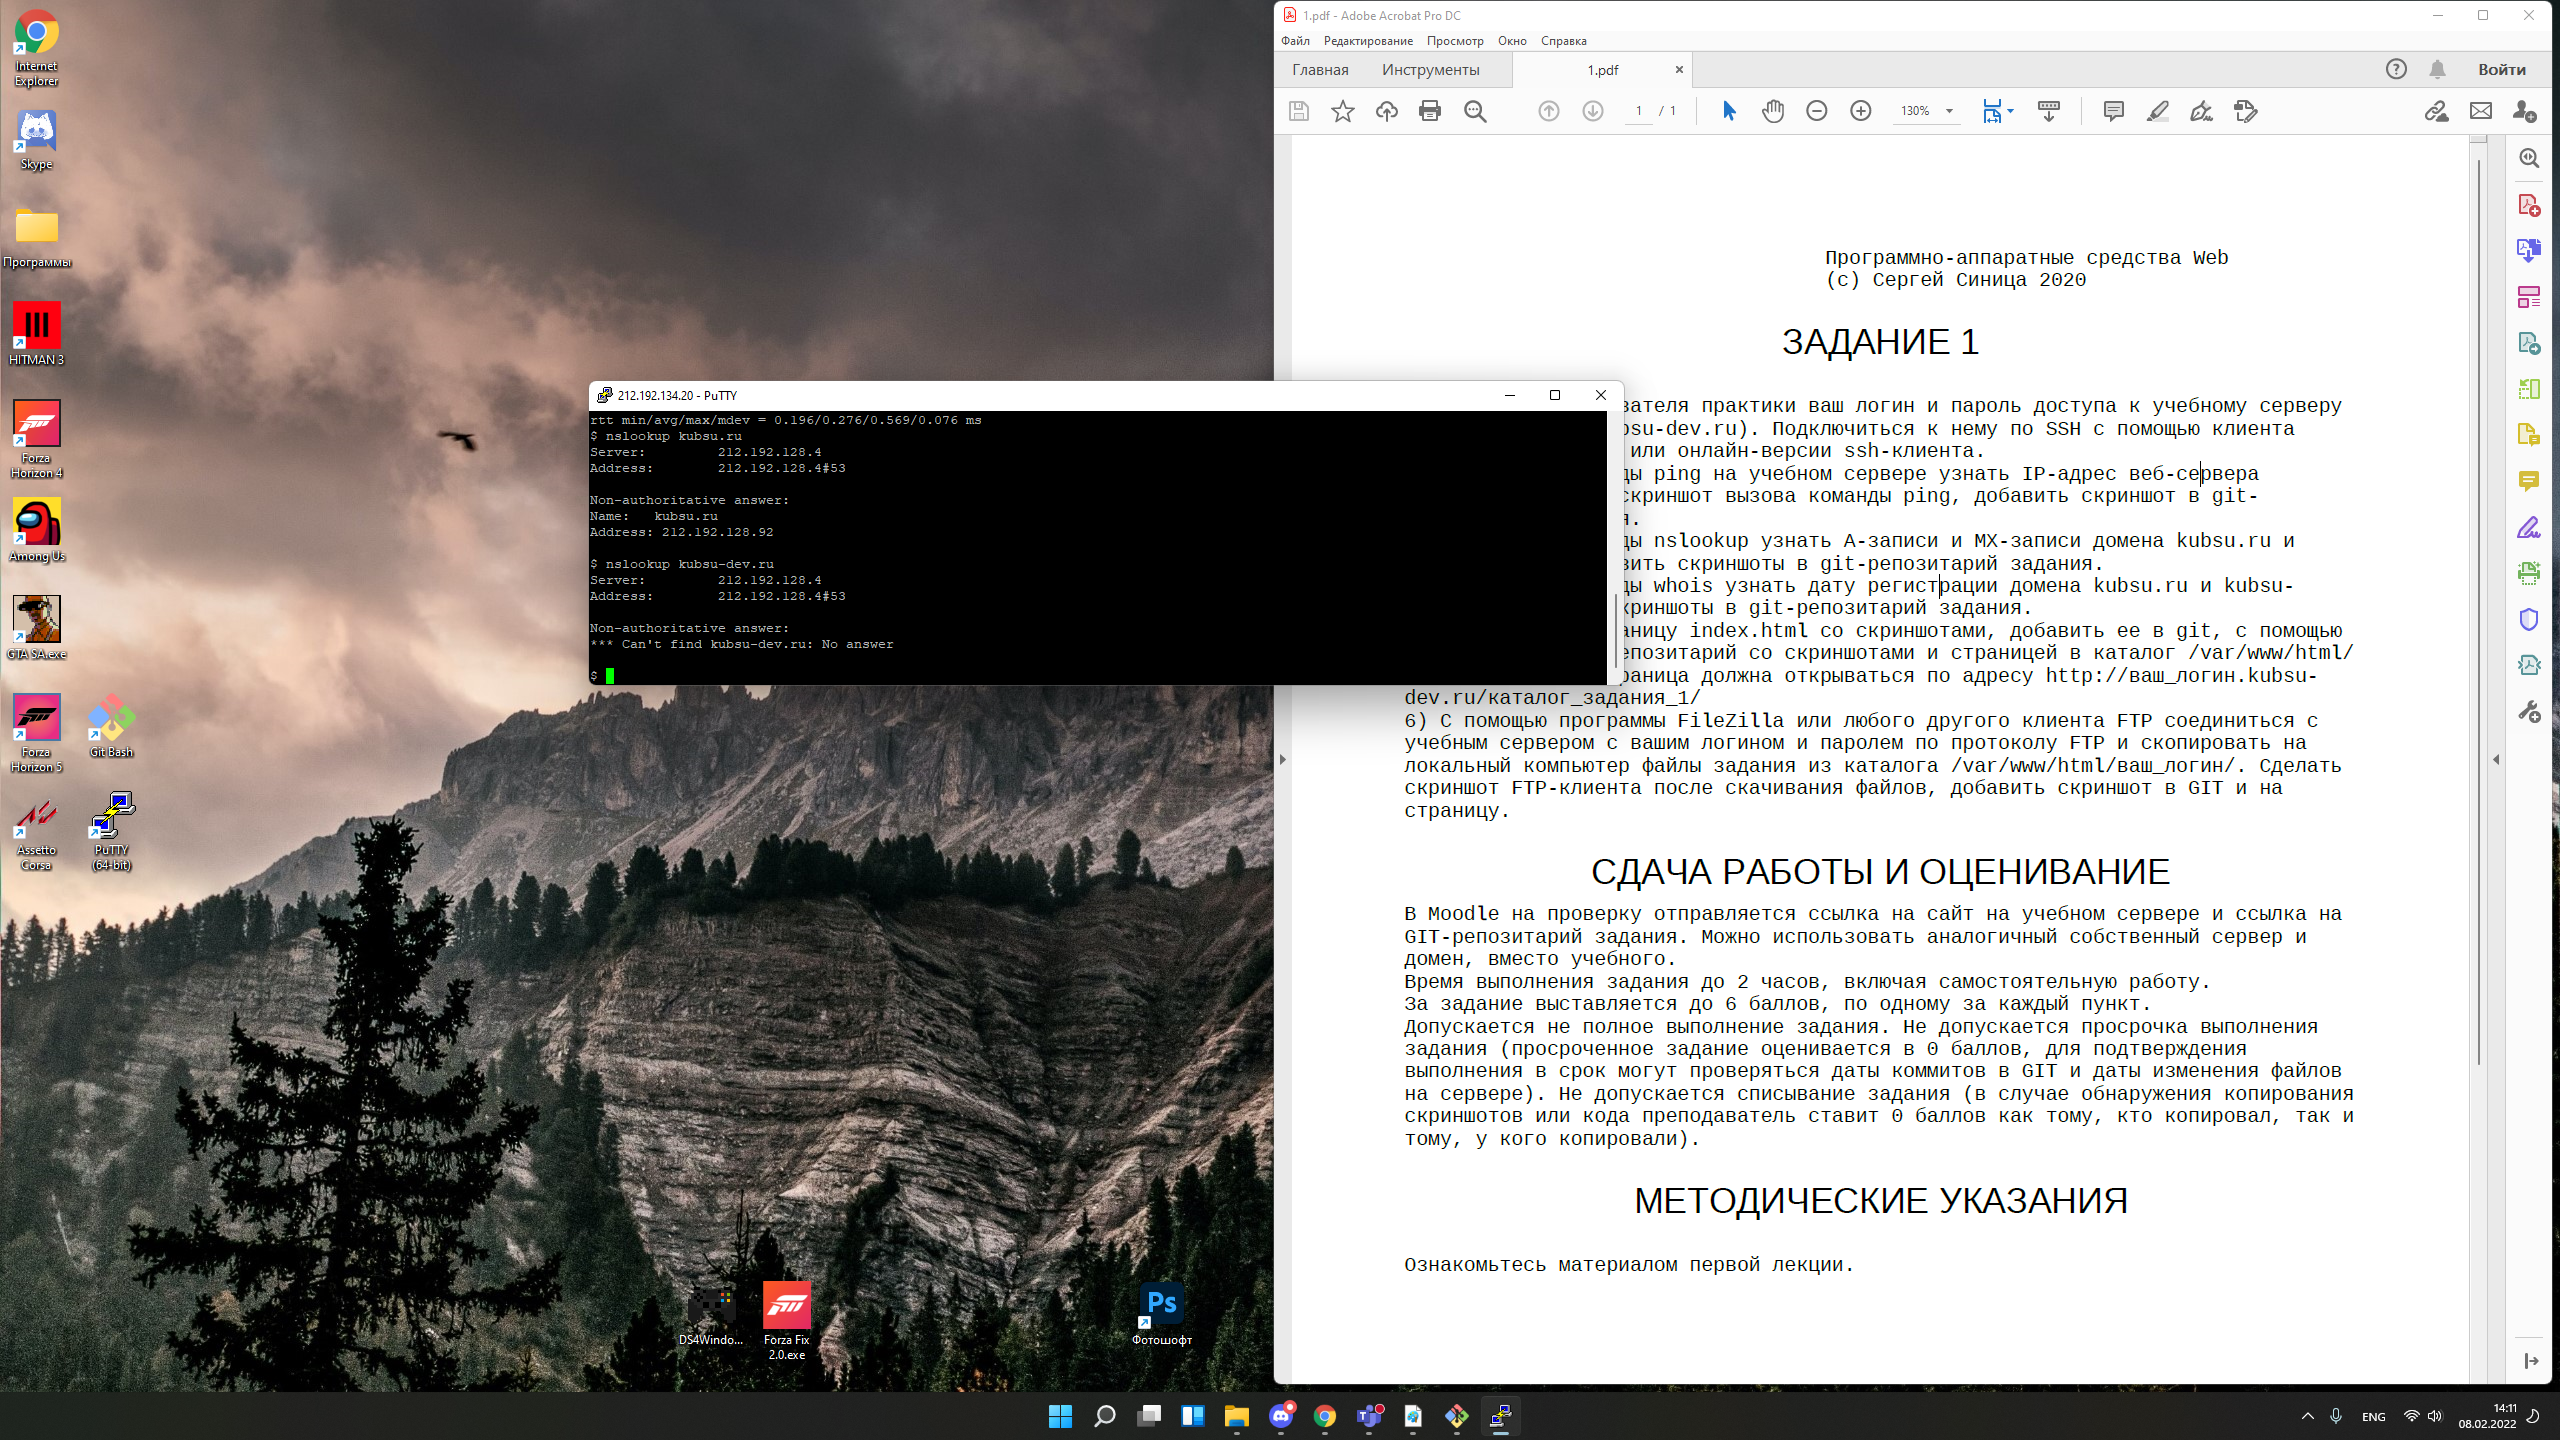 Internet
Explorer
Skype
Программы
HITMAN 3
Forza
Horizon 4
Among Us
GTA SA.exe
Forza
Horizon 5
Git Bash
Assetto
Corsa
PuTTY
(64-bit)
DS4Windo...
Forza Fix
2.0.exe
Ps
Фотошофт
212.192.134.20 - PuTTY
rtt min/avg/max/mdev = 0.196/0.276/0.569/0.076 ms
$ nslookup kubsu.ru
Server: 212.192.128.4
Address: 212.192.128.4#53
Non-authoritative answer:
Name: kubsu.ru
Address: 212.192.128.92
$ nslookup kubsu-dev.ru
Server: 212.192.128.4
Address: 212.192.128.4#53
Non-authoritative answer:
*** Can't find kubsu-dev.ru: No answer
$
1.pdf - Adobe Acrobat Pro DC
Файл Редактирование Просмотр Окно Справка
Главная Инструменты 1.pdf Войти
1 / 1 130%
Программно-аппаратные средства Web
(с) Сергей Синица 2020
ЗАДАНИЕ 1
вателя практики ваш логин и пароль доступа к учебному серверу
su-dev.ru). Подключиться к нему по SSH с помощью клиента
или онлайн-версии ssh-клиента.
ды ping на учебном сервере узнать IP-адрес веб-сервера
скриншот вызова команды ping, добавить скриншот в git-
я.
ды nslookup узнать A-записи и MX-записи домена kubsu.ru и
вить скриншоты в git-репозитарий задания.
ды whois узнать дату регистрации домена kubsu.ru и kubsu-
криншоты в git-репозитарий задания.
аницу index.html со скриншотами, добавить ее в git, с помощью
епозитарий со скриншотами и страницей в каталог /var/www/html/
раница должна открываться по адресу http://ваш_логин.kubsu-
dev.ru/каталог_задания_1/
6) С помощью программы FileZilla или любого другого клиента FTP соединиться с
учебным сервером с вашим логином и паролем по протоколу FTP и скопировать на
локальный компьютер файлы задания из каталога /var/www/html/ваш_логин/. Сделать
скриншот FTP-клиента после скачивания файлов, добавить скриншот в GIT и на
страницу.
СДАЧА РАБОТЫ И ОЦЕНИВАНИЕ
В Moodle на проверку отправляется ссылка на сайт на учебном сервере и ссылка на
GIT-репозитарий задания. Можно использовать аналогичный собственный сервер и
домен, вместо учебного.
Время выполнения задания до 2 часов, включая самостоятельную работу.
За задание выставляется до 6 баллов, по одному за каждый пункт.
Допускается не полное выполнение задания. Не допускается просрочка выполнения
задания (просроченное задание оценивается в 0 баллов, для подтверждения
выполнения в срок могут проверяться даты коммитов в GIT и даты изменения файлов
на сервере). Не допускается списывание задания (в случае обнаружения копирования
скриншотов или кода преподаватель ставит 0 баллов как тому, кто копировал, так и
тому, у кого копировали).
МЕТОДИЧЕСКИЕ УКАЗАНИЯ
Ознакомьтесь материалом первой лекции.
ENG
14:11
08.02.2022